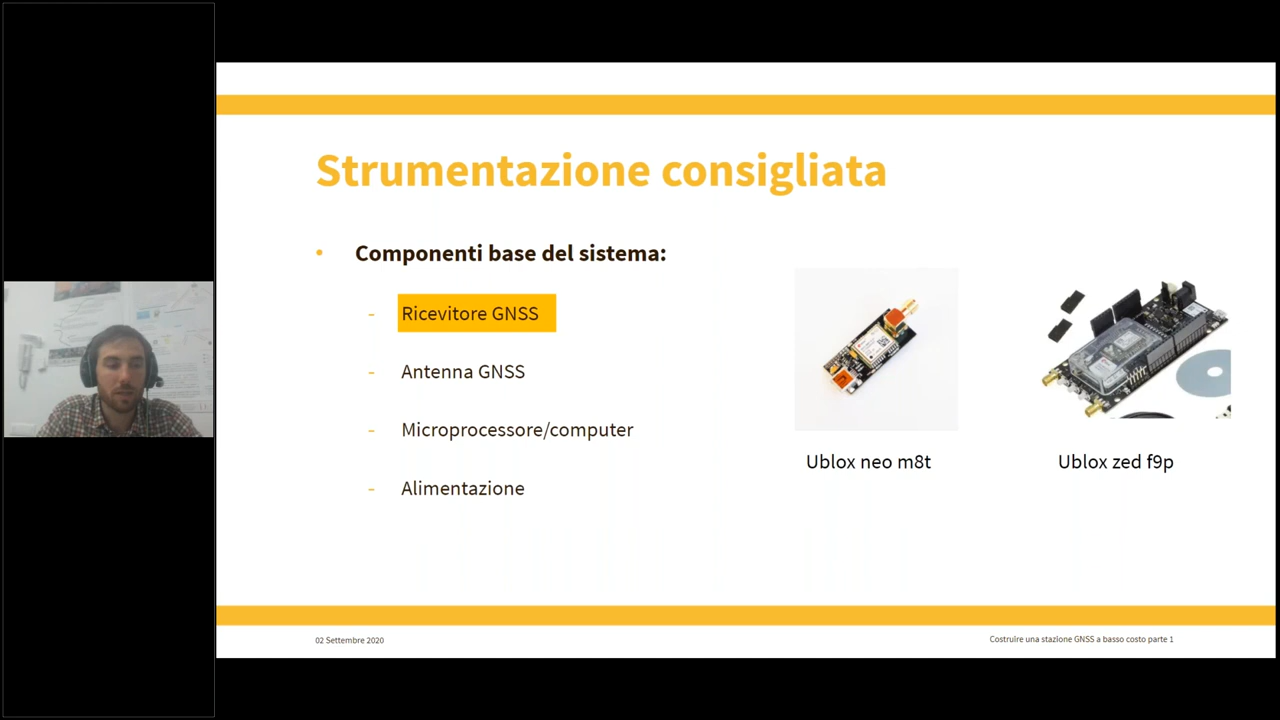 Strumentazione consigliata
• Componenti base del sistema:
- Ricevitore GNSS
- Antenna GNSS
- Microprocessore/computer
- Alimentazione
Ublox neo m8t
Ublox zed f9p
02 Settembre 2020
Costruire una stazione GNSS a basso costo parte 1